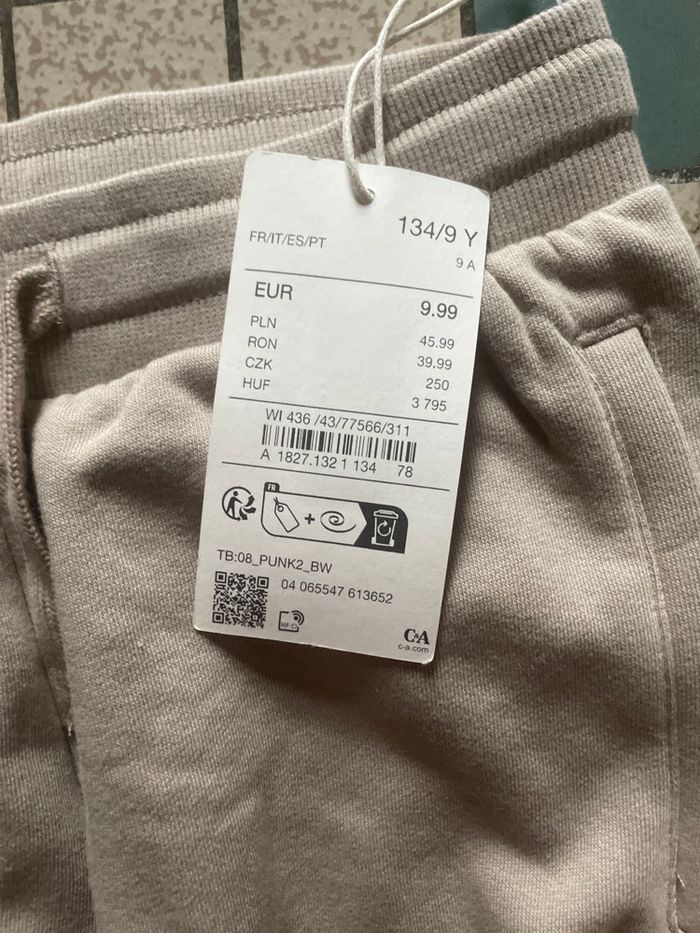 134/9 Y
FR/IT/ES/PT
9 A
EUR 9.99
PLN 45.99
RON 39.99
CZK 250
HUF 3 795
WI 436 /43/77566/311
A 1827.132 1 134 78
FR
+
TB:08_PUNK2_BW
04 065547 613652
C&A
c-a.com